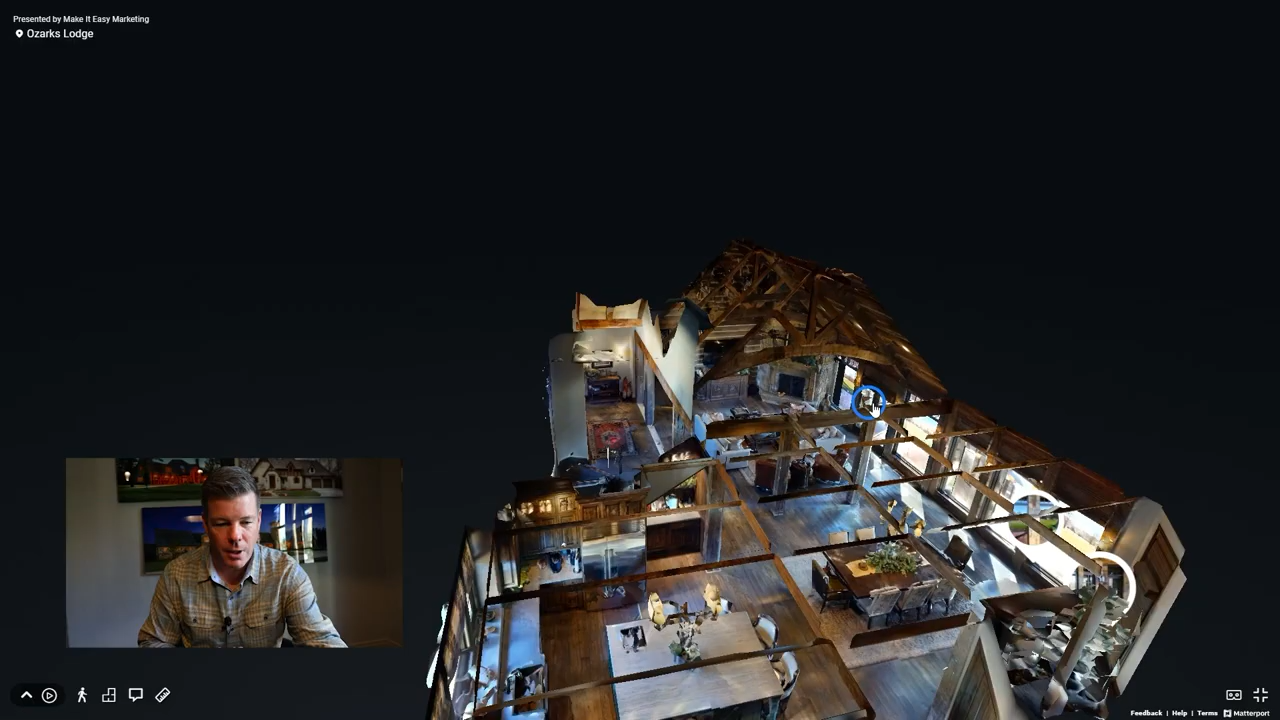 Presented by Make It Easy Marketing
Ozarks Lodge
Feedback | Help | Terms Matterport